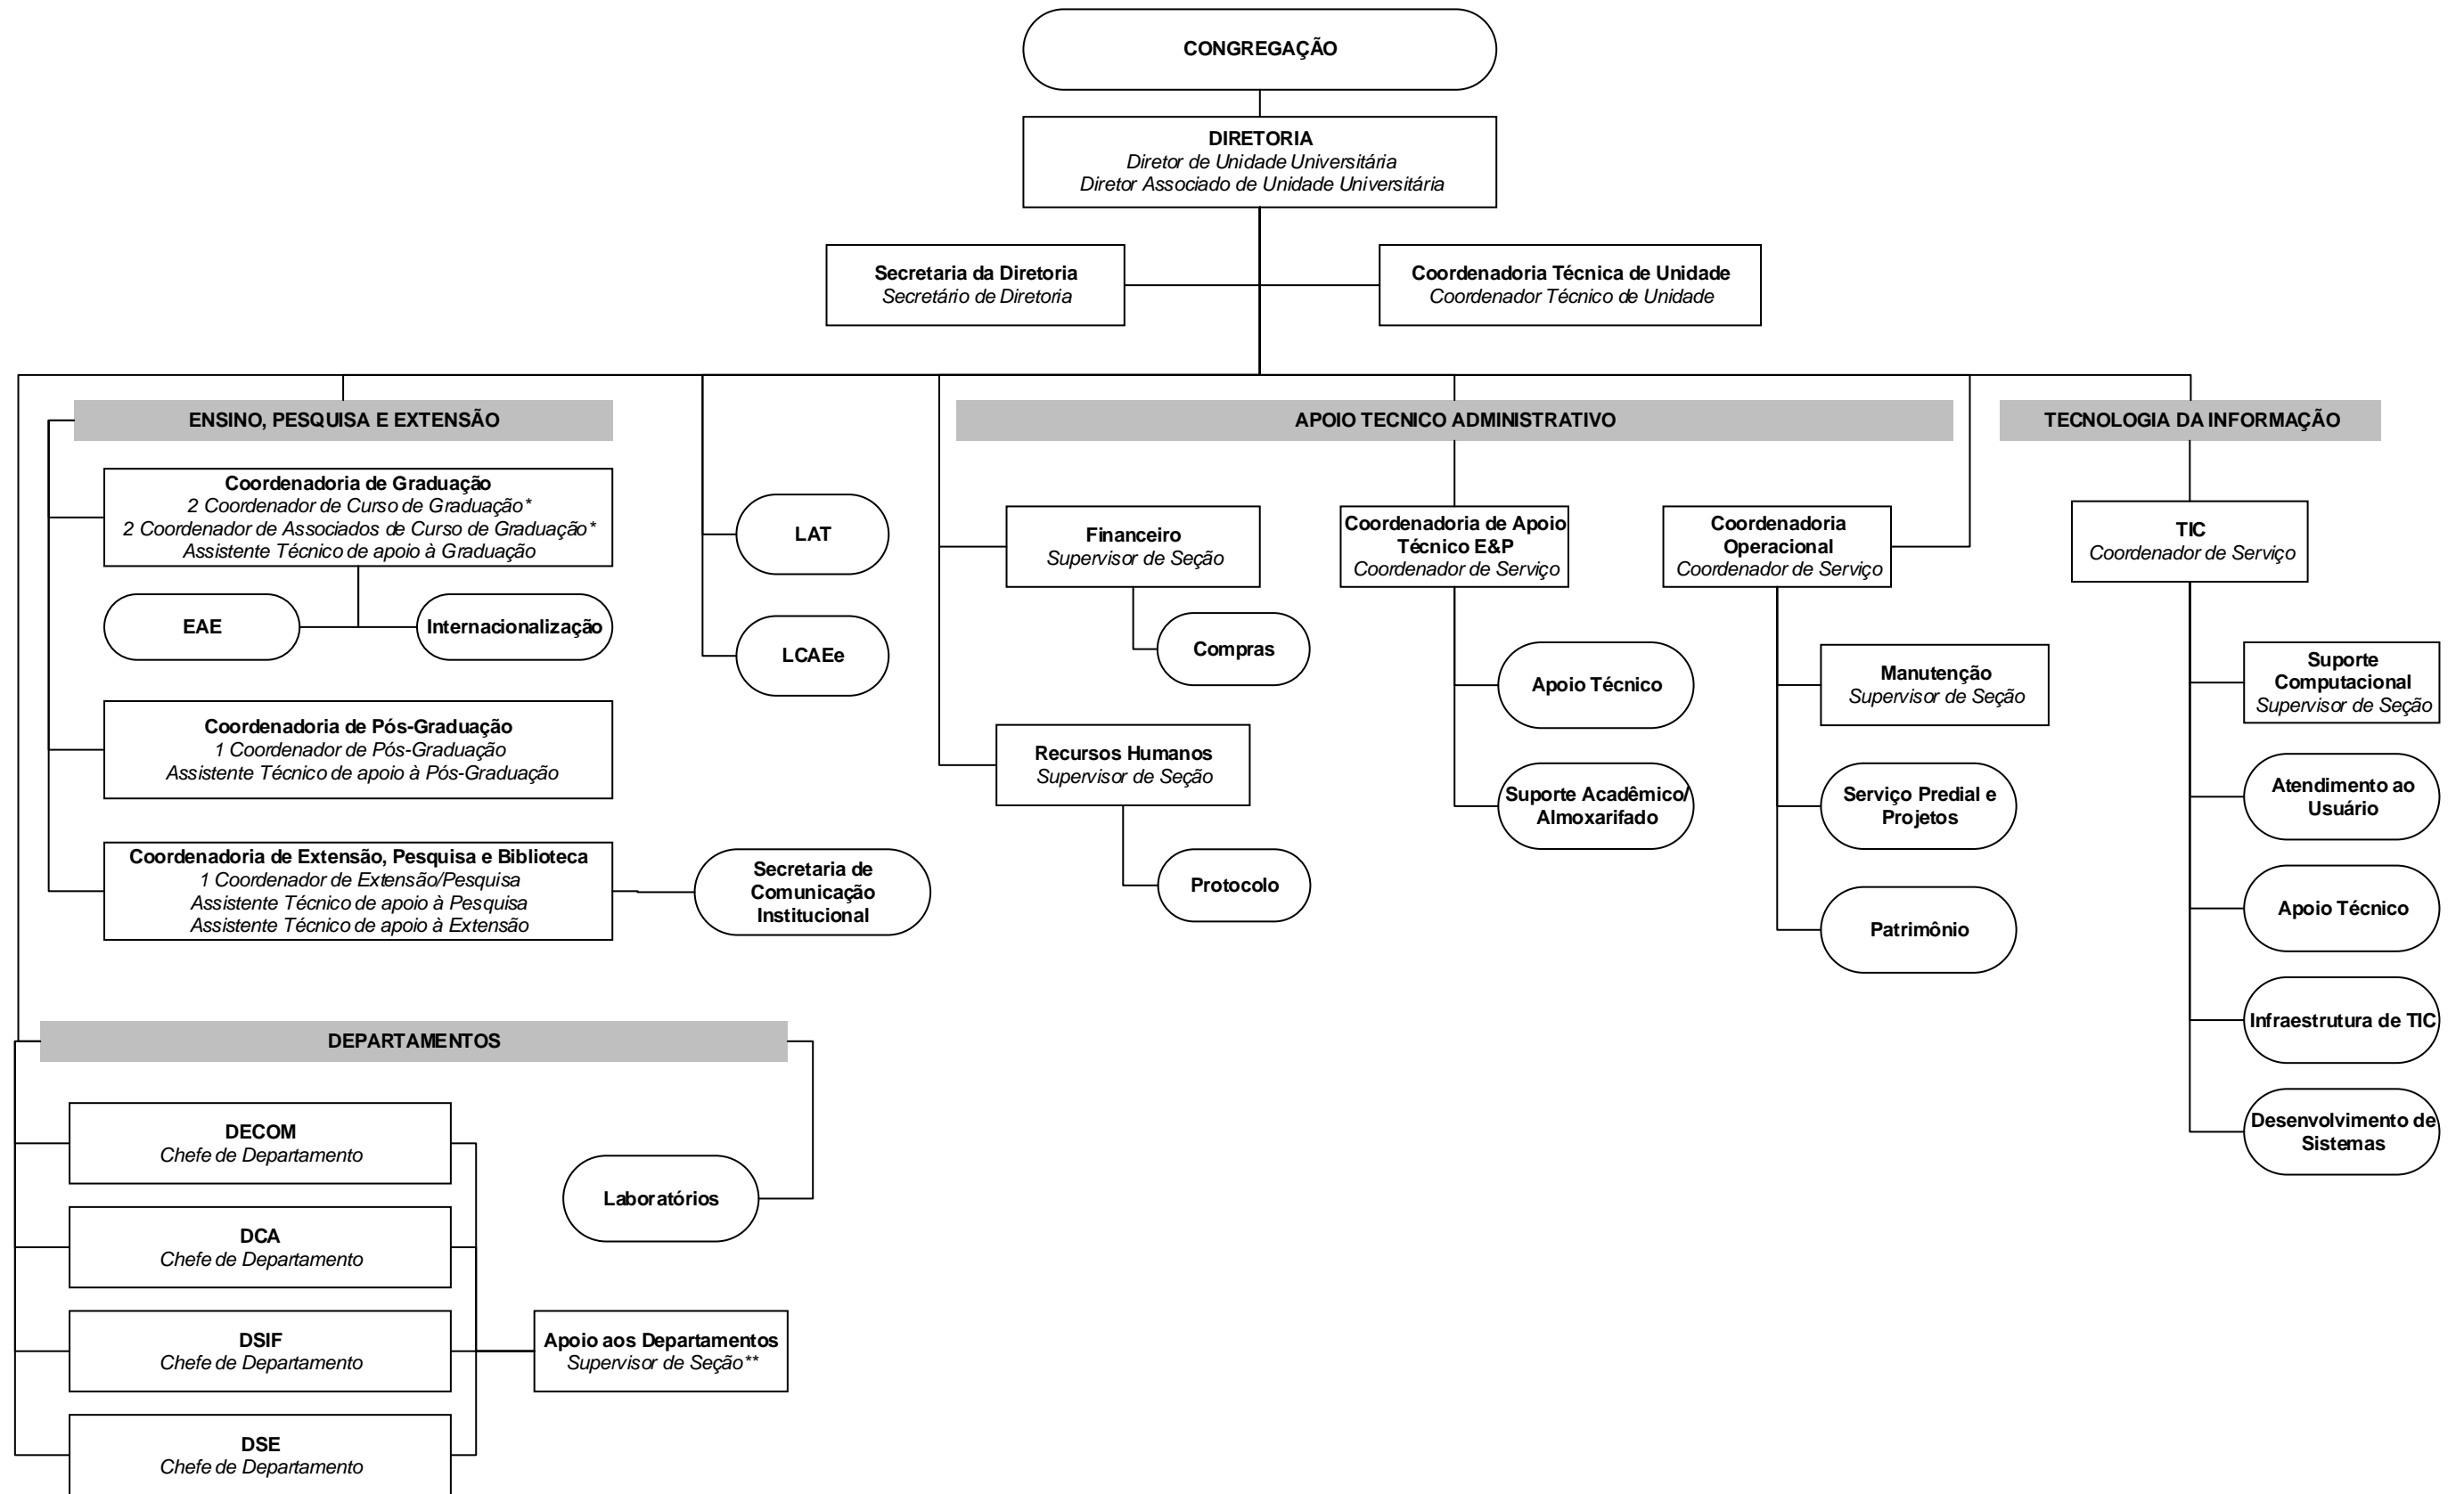 CONGREGAÇÃO
DIRETORIA
Diretor de Unidade Universitária
Diretor Associado de Unidade Universitária
Secretaria da Diretoria
Secretário de Diretoria
Coordenadoria Técnica de Unidade
Coordenador Técnico de Unidade
ENSINO, PESQUISA E EXTENSÃO
Coordenadoria de Graduação
2 Coordenador de Curso de Graduação*
2 Coordenador de Associados de Curso de Graduação*
Assistente Técnico de apoio à Graduação
EAE
Internacionalização
Coordenadoria de Pós-Graduação
1 Coordenador de Pós-Graduação
Assistente Técnico de apoio à Pós-Graduação
Coordenadoria de Extensão, Pesquisa e Biblioteca
1 Coordenador de Extensão/Pesquisa
Assistente Técnico de apoio à Pesquisa
Assistente Técnico de apoio à Extensão
Secretaria de
Comunicação
Institucional
LAT
LCAEe
APOIO TECNICO ADMINISTRATIVO
Financeiro
Supervisor de Seção
Compras
Recursos Humanos
Supervisor de Seção
Protocolo
Coordenadoria de Apoio
Técnico E&P
Coordenador de Serviço
Apoio Técnico
Suporte Acadêmico/
Almoxarifado
Coordenadoria
Operacional
Coordenador de Serviço
Manutenção
Supervisor de Seção
Serviço Predial e
Projetos
Patrimônio
TECNOLOGIA DA INFORMAÇÃO
TIC
Coordenador de Serviço
Suporte
Computacional
Supervisor de Seção
Atendimento ao
Usuário
Apoio Técnico
Infraestrutura de TIC
Desenvolvimento de
Sistemas
DEPARTAMENTOS
DECOM
Chefe de Departamento
DCA
Chefe de Departamento
DSIF
Chefe de Departamento
DSE
Chefe de Departamento
Laboratórios
Apoio aos Departamentos
Supervisor de Seção**